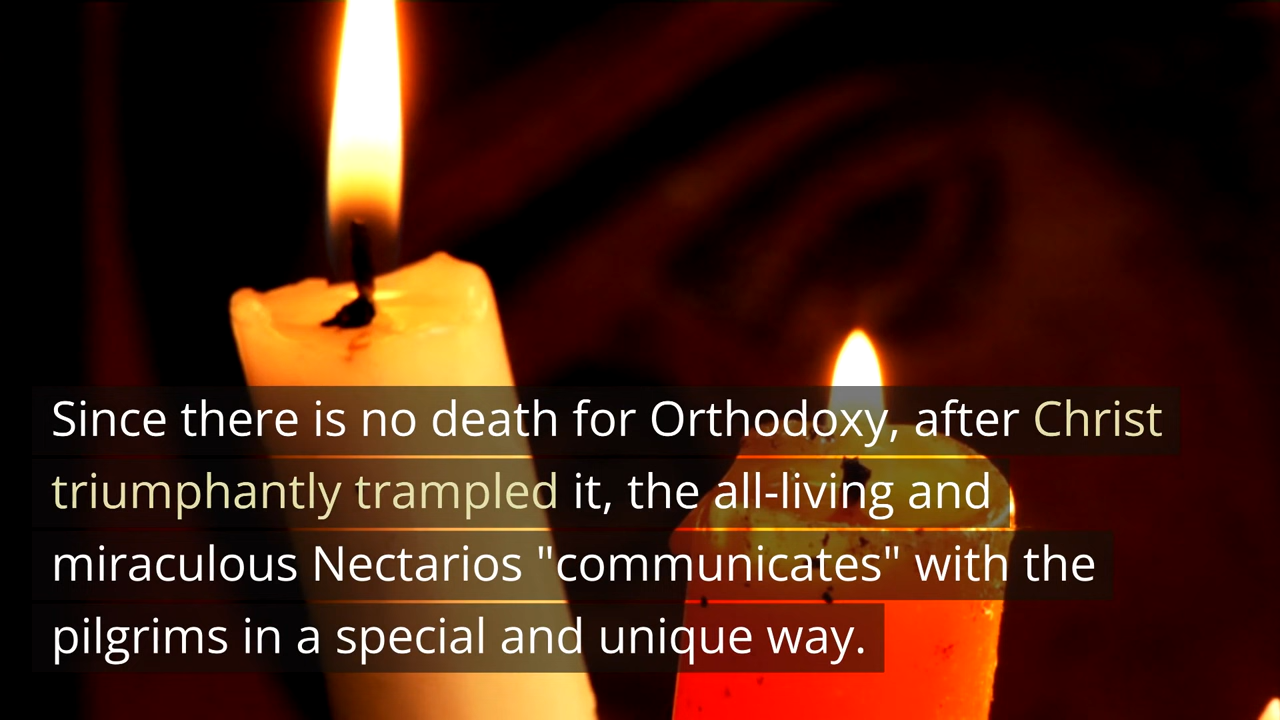 Since there is no death for Orthodoxy, after Christ
triumphantly trampled it, the all-living and
miraculous Nectarios "communicates" with the
pilgrims in a special and unique way.